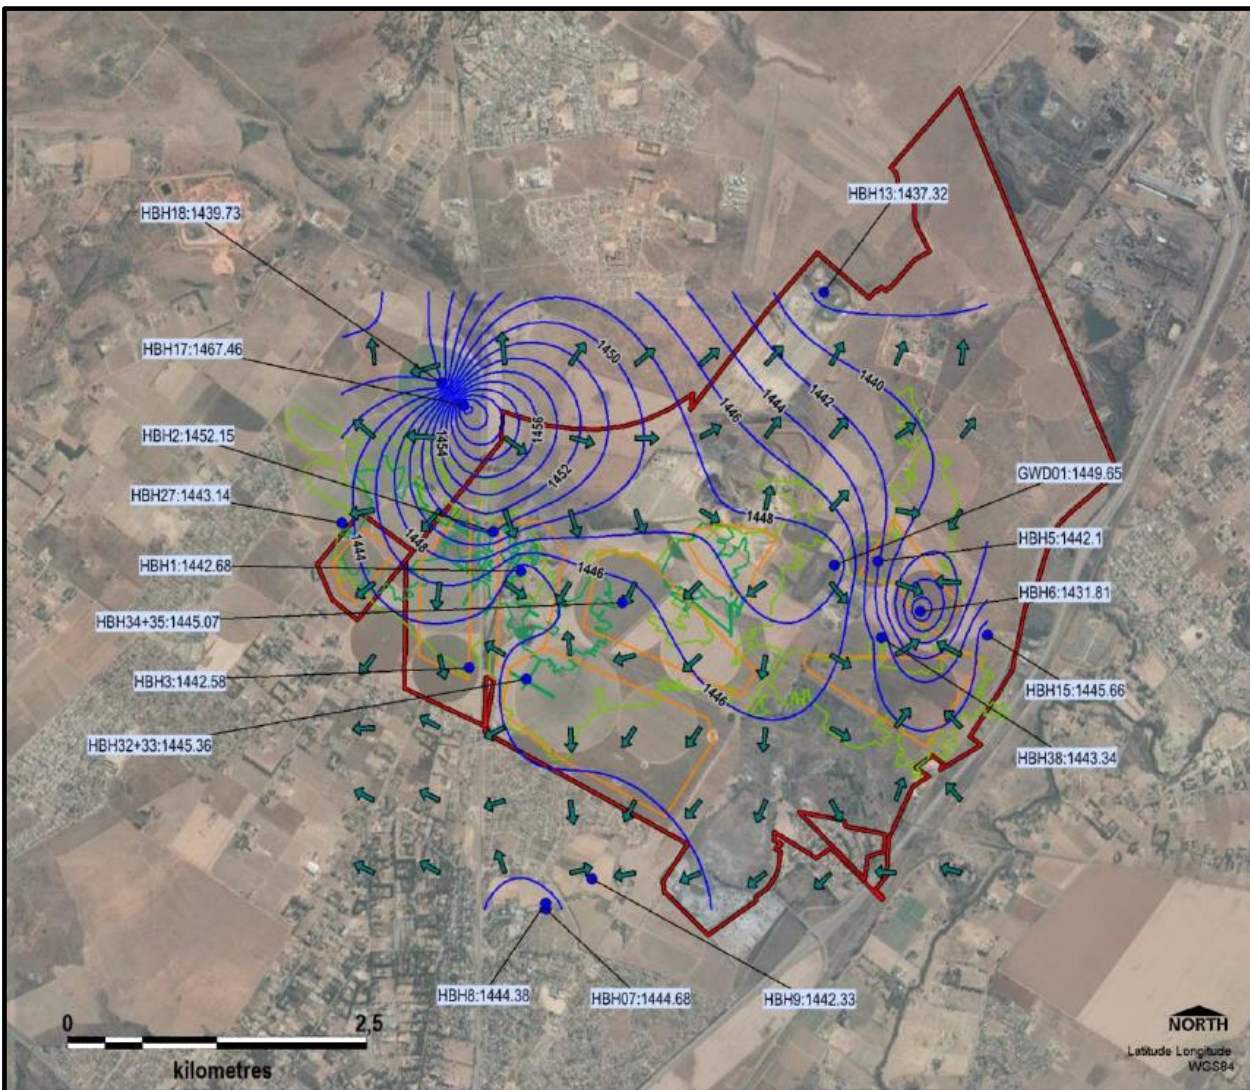 HBH13:1437.32
HBH18:1439.73
HBH17:1467.46
1450
1440
1442
1444
1446
HBH2:1452.15
1456
1454
1452
GWD01:1449.65
HBH27:1443.14
1448
1448
1444
HBH5:1442.1
HBH1:1442.68
1446
HBH6:1431.81
HBH34+35:1445.07
HBH3:1442.58
HBH15:1445.66
1446
HBH32+33:1445.36
HBH38:1443.34
HBH8:1444.38
HBH07:1444.68
HBH9:1442.33
0 2,5
kilometres
NORTH
Latitude Longitude
WGS84